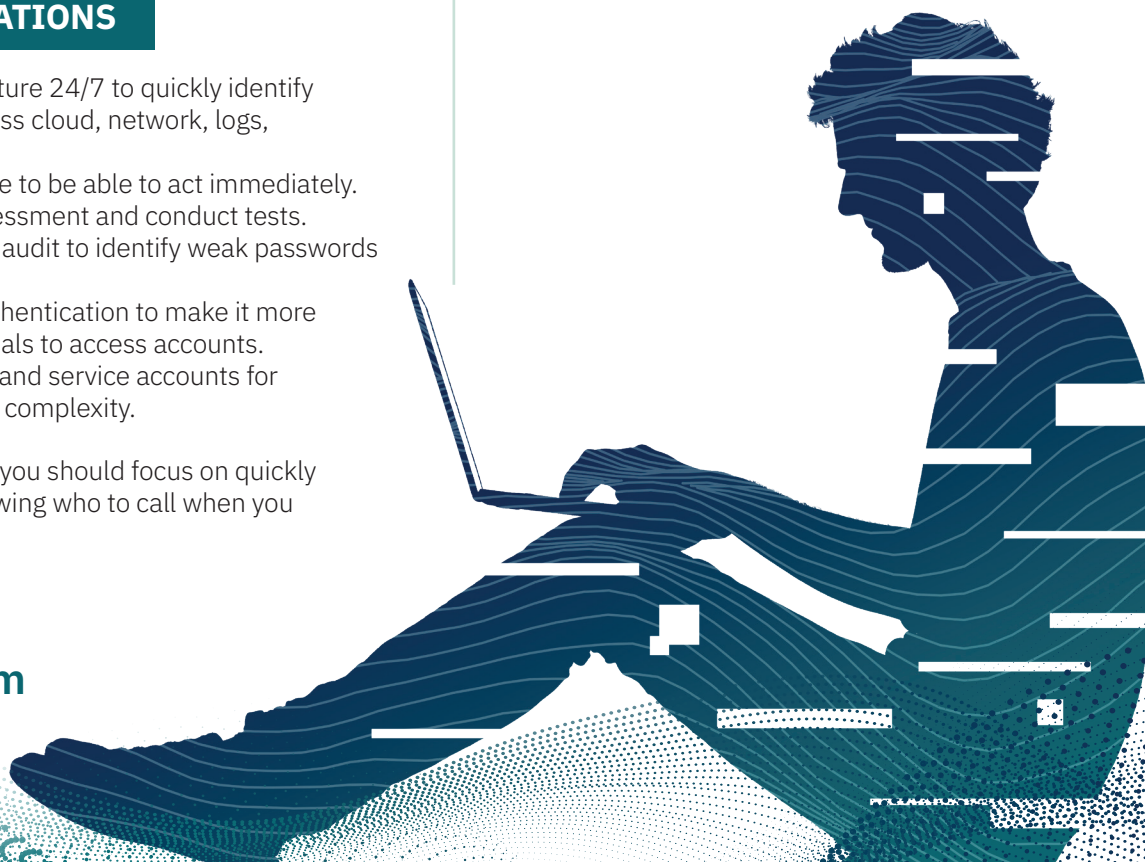 ATIONS
ture 24/7 to quickly identify
ss cloud, network, logs,
e to be able to act immediately.
essment and conduct tests.
audit to identify weak passwords
hentication to make it more
als to access accounts.
and service accounts for
complexity.
you should focus on quickly
wing who to call when you
m